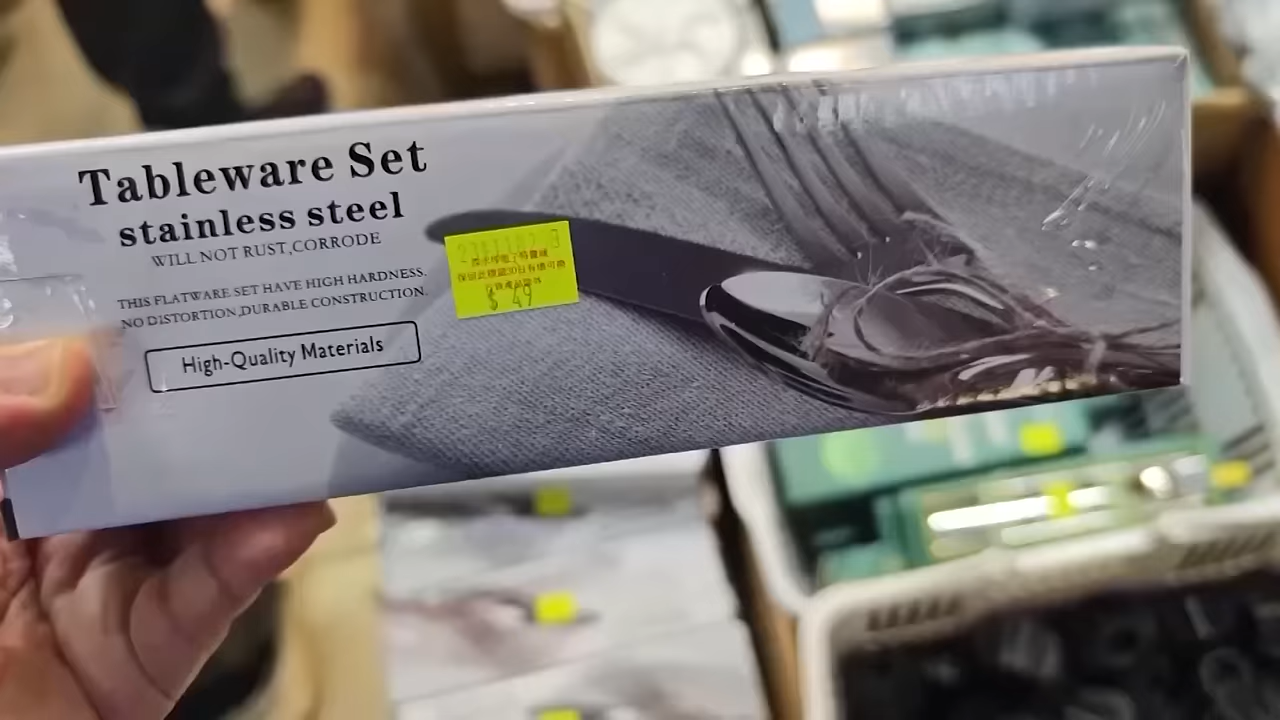 Tableware Set
stainless steel
WILL NOT RUST,CORRODE
THIS FLATWARE SET HAVE HIGH HARDNESS,
NO DISTORTION,DURABLE CONSTRUCTION.
High-Quality Materials
$ 49